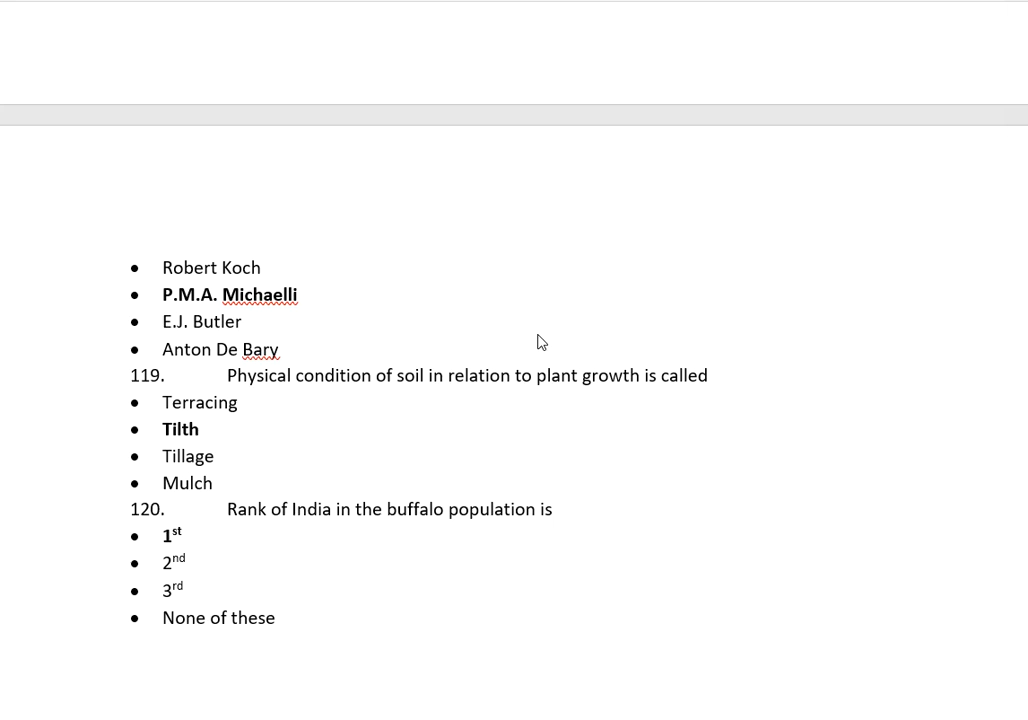 • Robert Koch
• P.M.A. Michaelli
• E.J. Butler
• Anton De Bary
119. Physical condition of soil in relation to plant growth is called
• Terracing
• Tilth
• Tillage
• Mulch
120. Rank of India in the buffalo population is
• 1st
• 2nd
• 3rd
• None of these